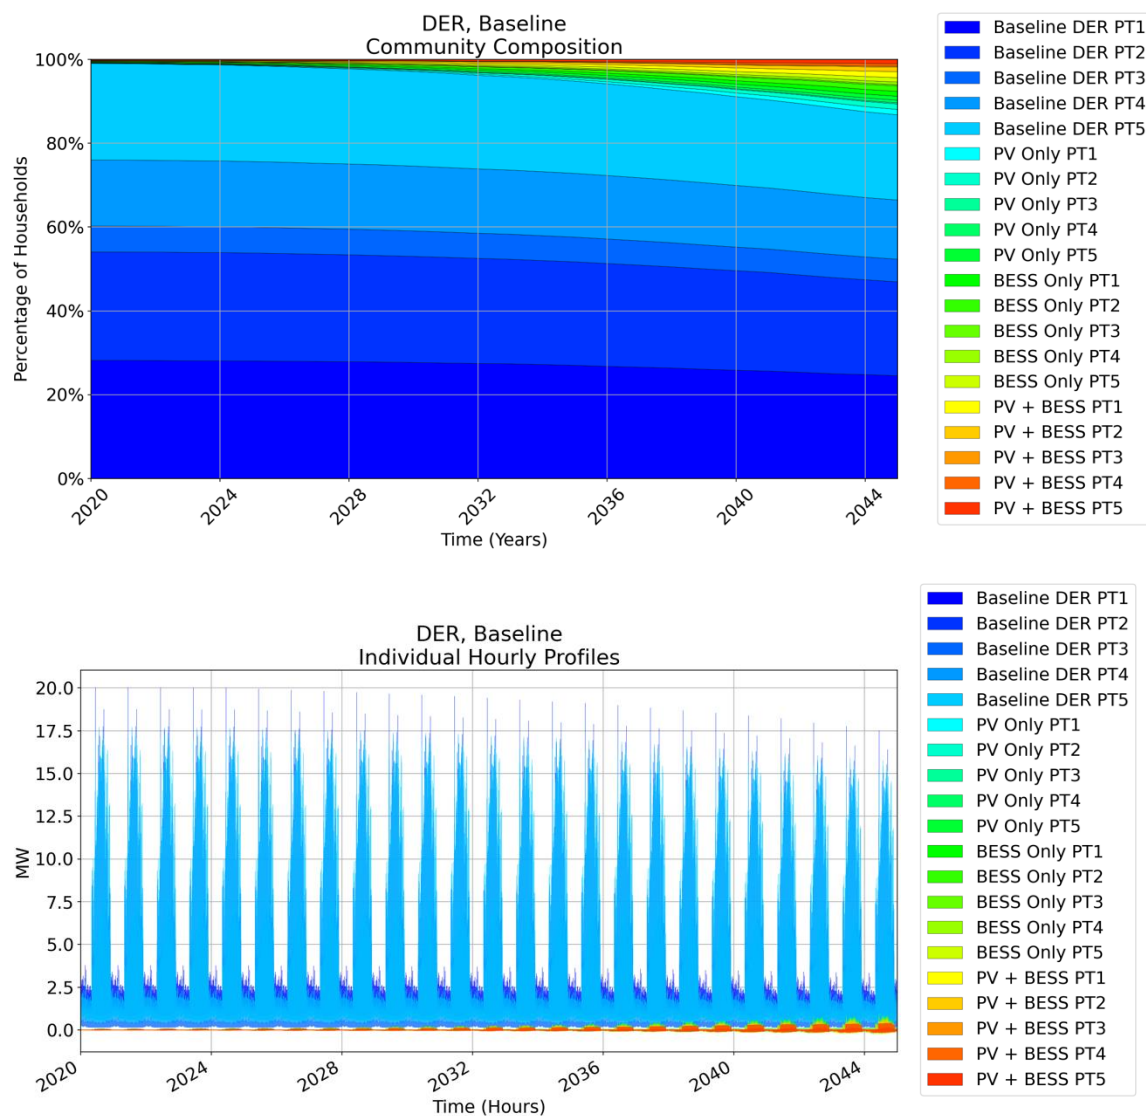 DER, Baseline
Community Composition
Percentage of Households
100%
80%
60%
40%
20%
0%
2020
2024
2028
2032
2036
2040
2044
Time (Years)
Baseline DER PT1
Baseline DER PT2
Baseline DER PT3
Baseline DER PT4
Baseline DER PT5
PV Only PT1
PV Only PT2
PV Only PT3
PV Only PT4
PV Only PT5
BESS Only PT1
BESS Only PT2
BESS Only PT3
BESS Only PT4
BESS Only PT5
PV + BESS PT1
PV + BESS PT2
PV + BESS PT3
PV + BESS PT4
PV + BESS PT5
DER, Baseline
Individual Hourly Profiles
MW
20.0
17.5
15.0
12.5
10.0
7.5
5.0
2.5
0.0
2020
2024
2028
2032
2036
2040
2044
Time (Hours)
Baseline DER PT1
Baseline DER PT2
Baseline DER PT3
Baseline DER PT4
Baseline DER PT5
PV Only PT1
PV Only PT2
PV Only PT3
PV Only PT4
PV Only PT5
BESS Only PT1
BESS Only PT2
BESS Only PT3
BESS Only PT4
BESS Only PT5
PV + BESS PT1
PV + BESS PT2
PV + BESS PT3
PV + BESS PT4
PV + BESS PT5